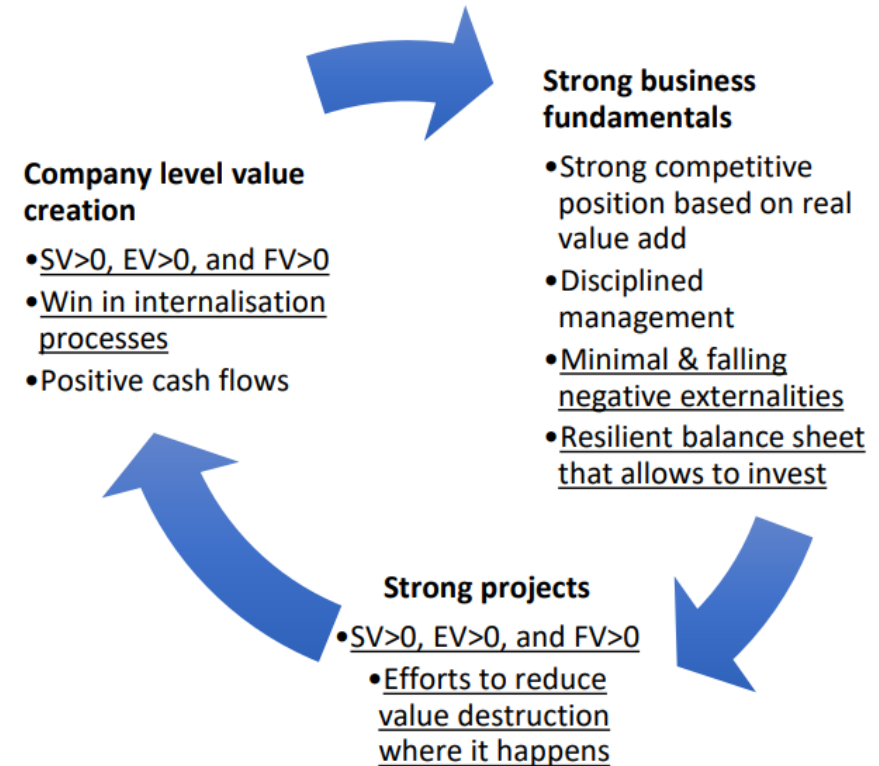 Strong business
fundamentals
•Strong competitive
position based on real
value add
•Disciplined
management
•Minimal & falling
negative externalities
•Resilient balance sheet
that allows to invest
Strong projects
•SV>0, EV>0, and FV>0
•Efforts to reduce
value destruction
where it happens
Company level value
creation
•SV>0, EV>0, and FV>0
•Win in internalisation
processes
•Positive cash flows